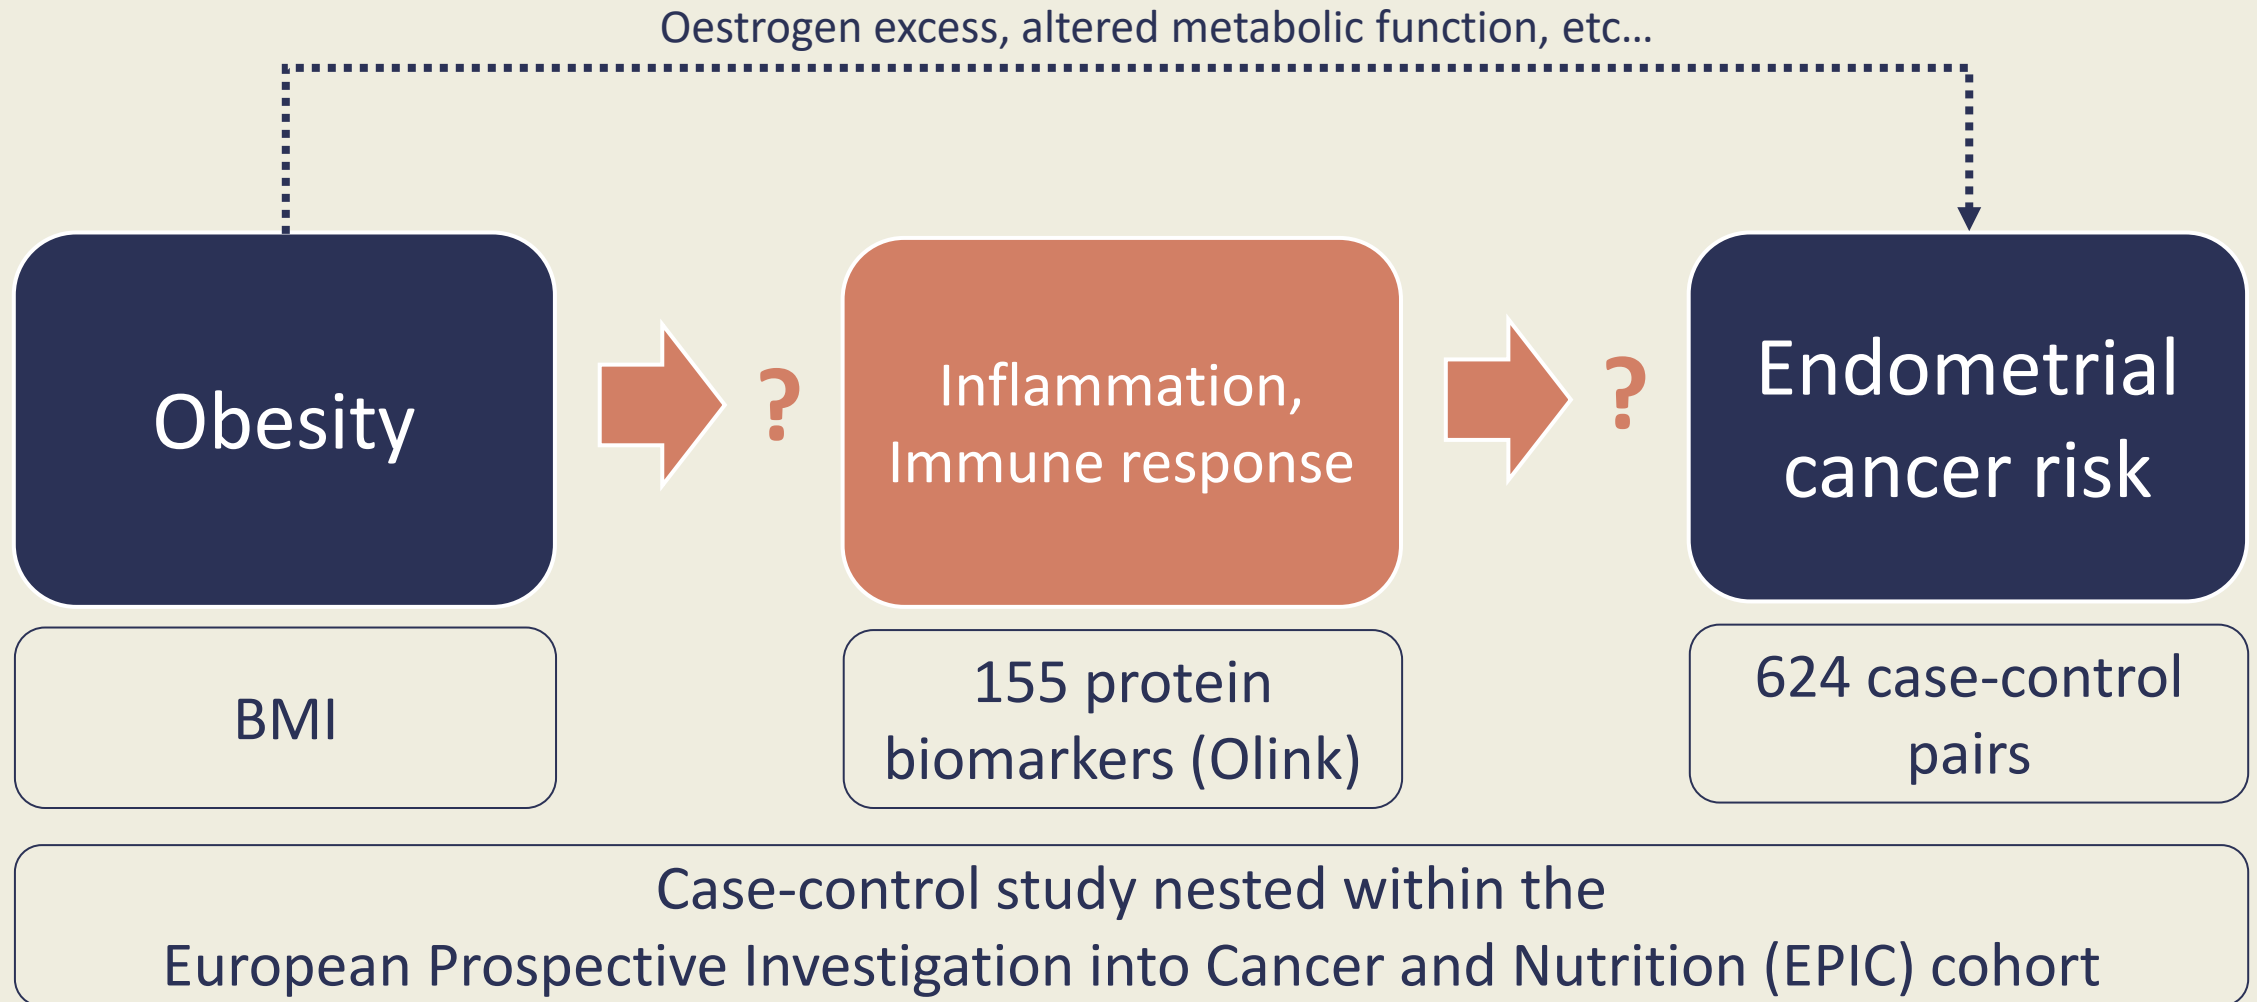 Oestrogen excess, altered metabolic function, etc…
Obesity
?
Inflammation,
Immune response
?
Endometrial
cancer risk
BMI
155 protein
biomarkers (Olink)
624 case-control
pairs
Case-control study nested within the
European Prospective Investigation into Cancer and Nutrition (EPIC) cohort